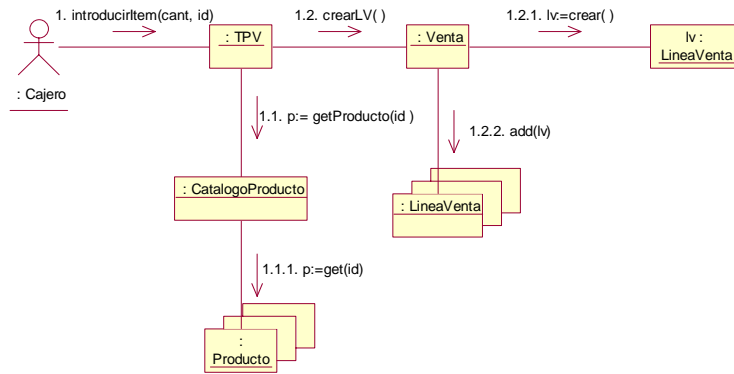 1. introducirItem(cant, id)
1.2. crearLV( )
1.2.1. lv:=crear( )
: TPV
: Venta
lv :
LineaVenta
: Cajero
1.1. p:= getProducto(id )
1.2.2. add(lv)
: CatalogoProducto
: LineaVenta
1.1.1. p:=get(id)
:
Producto